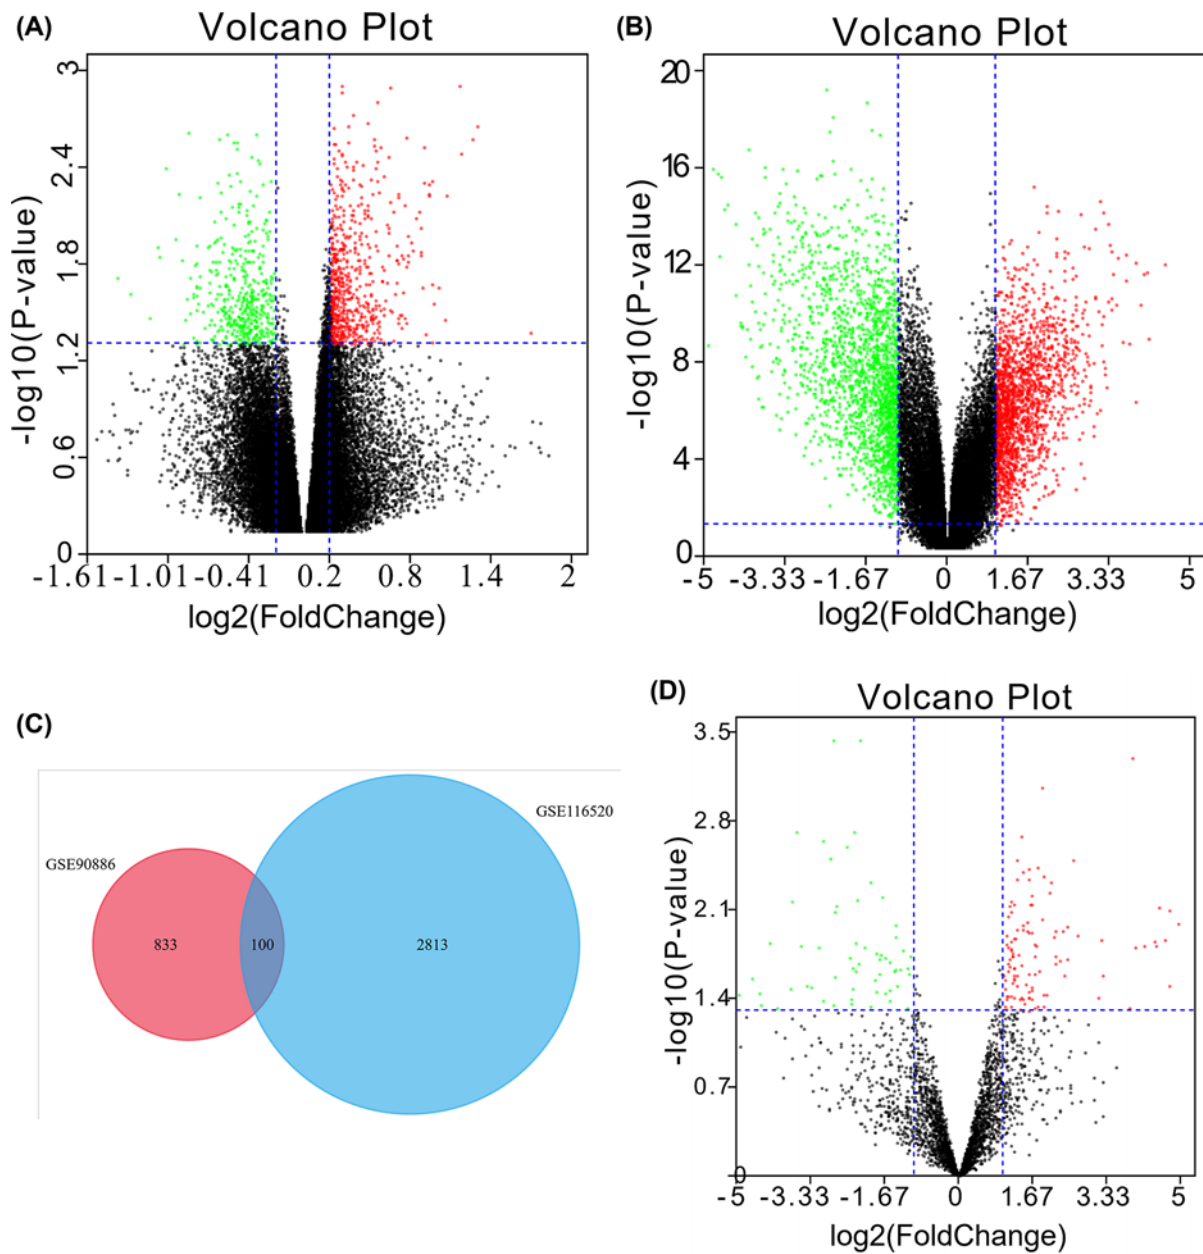 (A)
Volcano Plot
-log10(P-value)
3
2.4
1.8
1.2
0.6
0
-1.61 -1.01 -0.41 0.2 0.8 1.4 2
log2(FoldChange)
(B)
Volcano Plot
-log10(P-value)
20
16
12
8
4
0
-5 -3.33 -1.67 0 1.67 3.33 5
log2(FoldChange)
(C)
GSE116520
GSE90886
833 100 2813
(D)
Volcano Plot
-log10(P-value)
3.5
2.8
2.1
1.4
0.7
0
-5 -3.33 -1.67 0 1.67 3.33 5
log2(FoldChange)